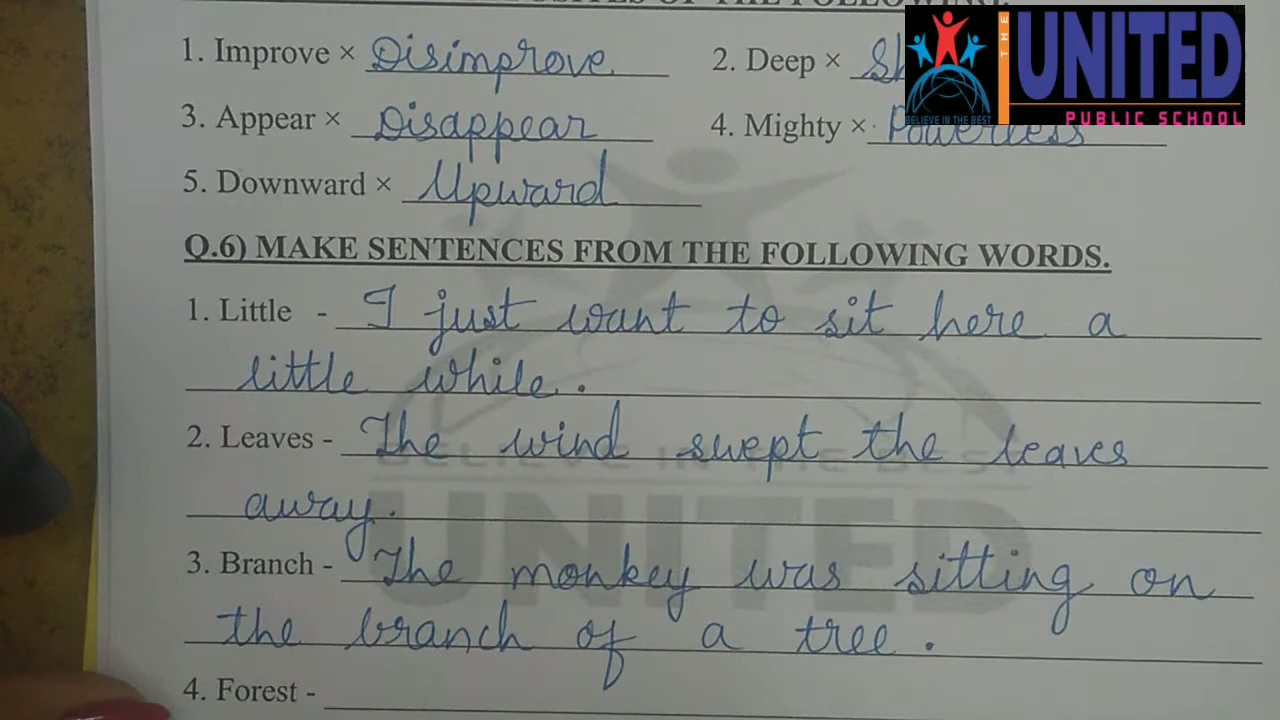 1. Improve × Disimprove 2. Deep × Sh
3. Appear × Disappear 4. Mighty × Powerless
5. Downward × Upward
Q.6) MAKE SENTENCES FROM THE FOLLOWING WORDS.
1. Little - I just want to sit here a
little while.
2. Leaves - The wind swept the leaves
away.
3. Branch - The monkey was sitting on
the branch of a tree.
4. Forest -
THE UNITED
PUBLIC SCHOOL
BELIEVE IN THE BEST
UNITED